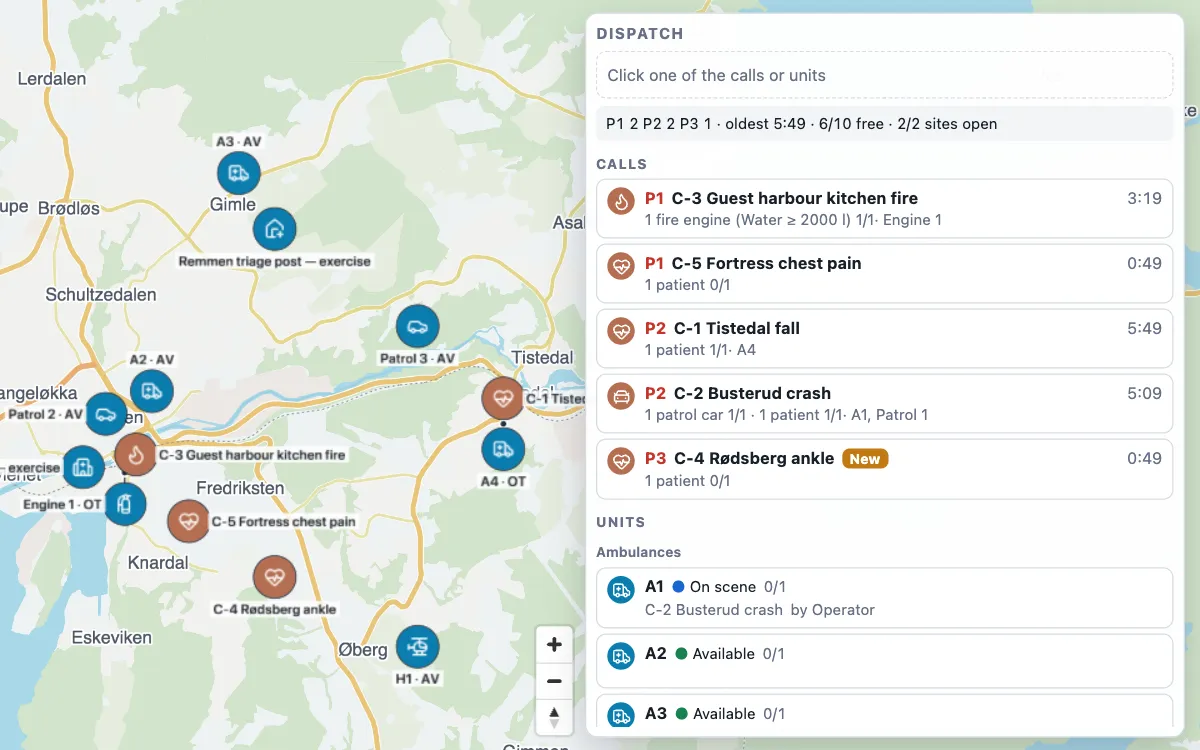 Lerdalen
A3 · AV
Gimle
Brødløs
Remmen triage post — exercise
Schultzedalen
Patrol 3 · AV
Tistedal
A2 · AV
Patrol 2 · AV
C-3 Guest harbour kitchen fire
exercise
A4 · OT
Fredriksten
Engine 1 · OT
C-5 Fortress chest pain
Knardal
C-4 Rødsberg ankle
Eskeviken
Øberg
H1 · AV
DISPATCH
Click one of the calls or units
P1 2 P2 2 P3 1 · oldest 5:49 · 6/10 free · 2/2 sites open
CALLS
P1 C-3 Guest harbour kitchen fire 3:19
1 fire engine (Water ≥ 2000 l) 1/1· Engine 1
P1 C-5 Fortress chest pain 0:49
1 patient 0/1
P2 C-1 Tistedal fall 5:49
1 patient 1/1· A4
P2 C-2 Busterud crash 5:09
1 patrol car 1/1 · 1 patient 1/1· A1, Patrol 1
P3 C-4 Rødsberg ankle New 0:49
1 patient 0/1
UNITS
Ambulances
A1 On scene 0/1
C-2 Busterud crash by Operator
A2 Available 0/1
A3 Available 0/1